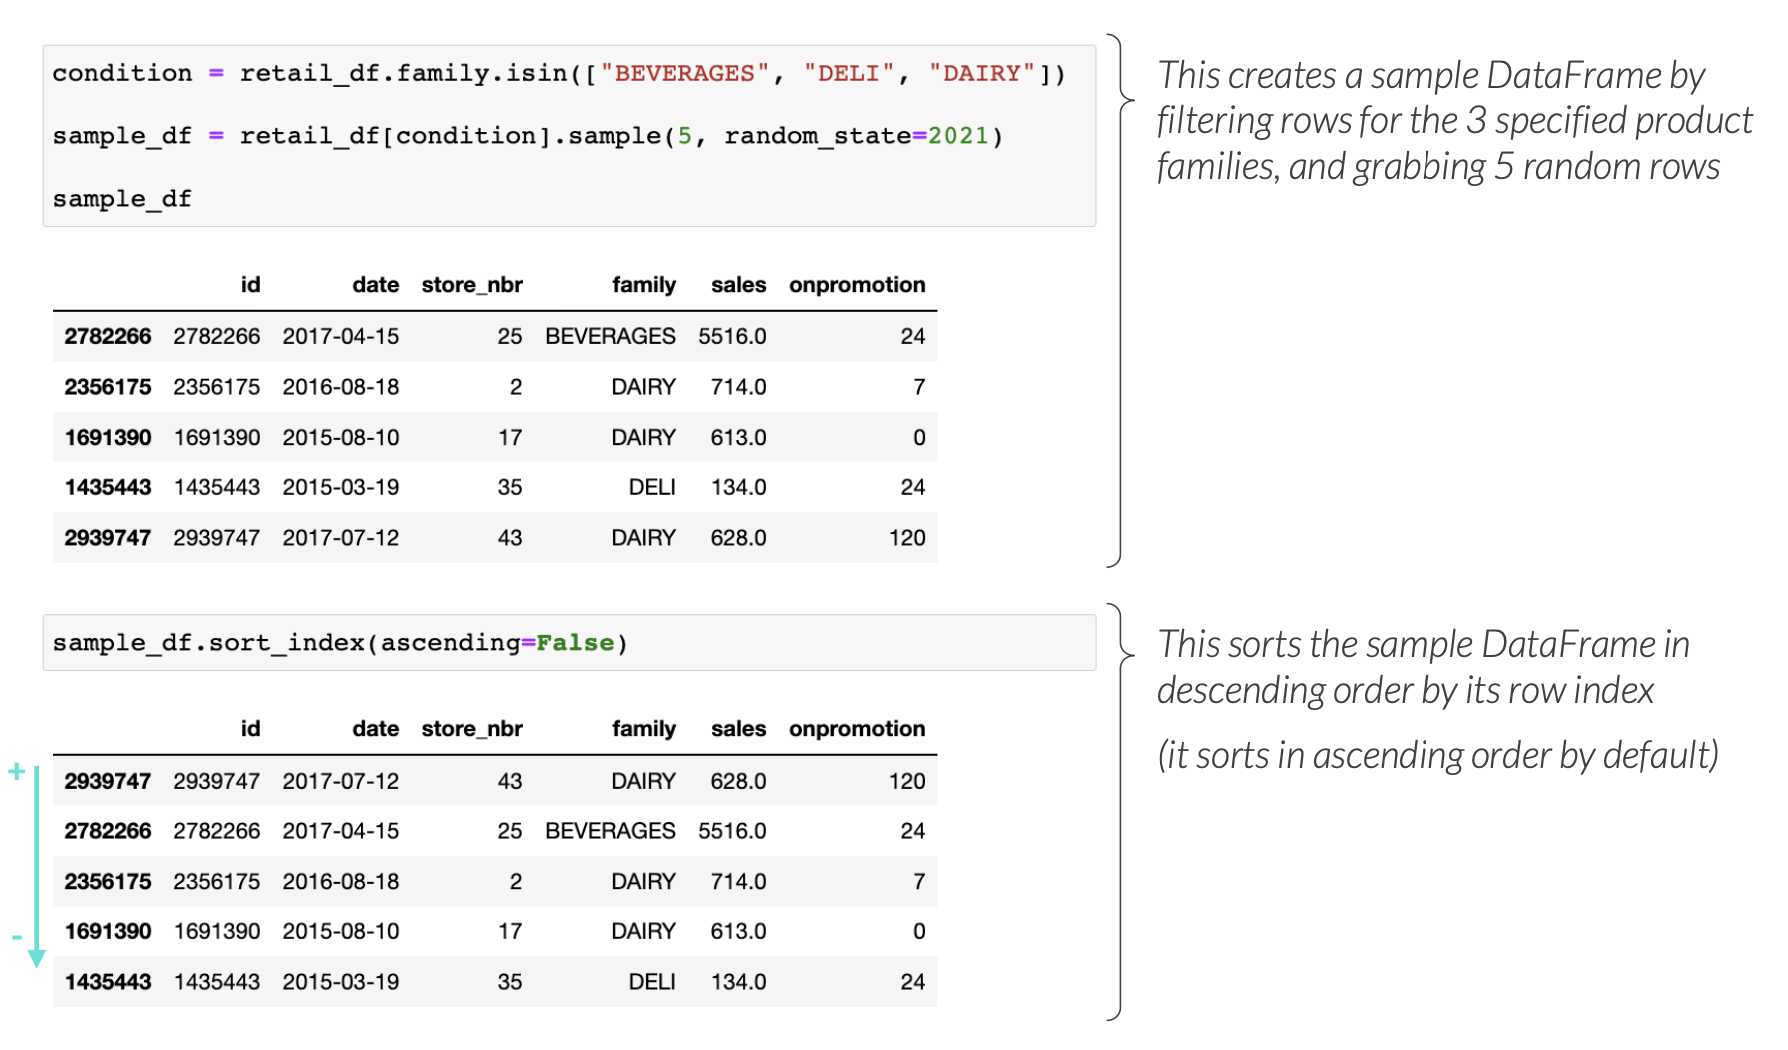 condition = retail_df.family.isin(["BEVERAGES", "DELI", "DAIRY"])
sample_df = retail_df[condition].sample(5, random_state=2021)
sample_df
This creates a sample DataFrame by
filtering rows for the 3 specified product
families, and grabbing 5 random rows
id date store_nbr family sales onpromotion
2782266 2782266 2017-04-15 25 BEVERAGES 5516.0 24
2356175 2356175 2016-08-18 2 DAIRY 714.0 7
1691390 1691390 2015-08-10 17 DAIRY 613.0 0
1435443 1435443 2015-03-19 35 DELI 134.0 24
2939747 2939747 2017-07-12 43 DAIRY 628.0 120
sample_df.sort_index(ascending=False)
This sorts the sample DataFrame in
descending order by its row index
(it sorts in ascending order by default)
id date store_nbr family sales onpromotion
+
2939747 2939747 2017-07-12 43 DAIRY 628.0 120
2782266 2782266 2017-04-15 25 BEVERAGES 5516.0 24
2356175 2356175 2016-08-18 2 DAIRY 714.0 7
1691390 1691390 2015-08-10 17 DAIRY 613.0 0
-
1435443 1435443 2015-03-19 35 DELI 134.0 24